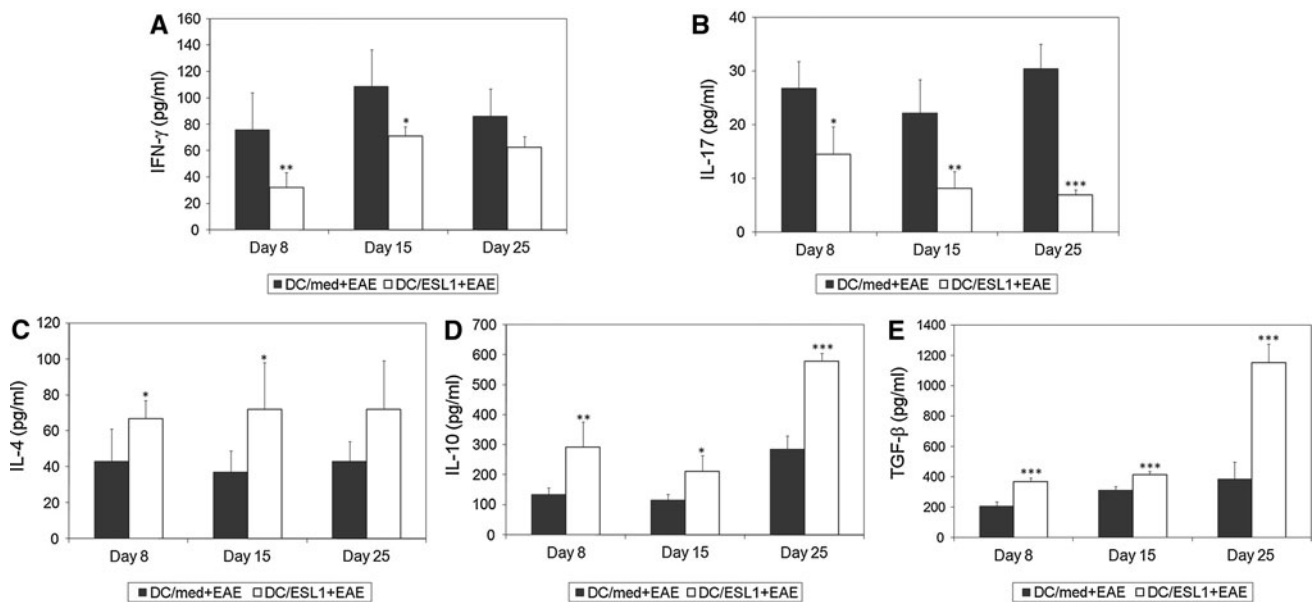 A
IFN-γ (pg/ml)
160
140
120
100
80
60
40
20
0
**
*
Day 8 Day 15 Day 25
DC/med+EAE DC/ESL1+EAE
B
IL-17 (pg/ml)
40
30
20
10
0
*
**
***
Day 8 Day 15 Day 25
DC/med+EAE DC/ESL1+EAE
C
IL-4 (pg/ml)
120
100
80
60
40
20
0
*
*
Day 8 Day 15 Day 25
DC/med+EAE DC/ESL1+EAE
D
IL-10 (pg/ml)
700
600
500
400
300
200
100
0
**
*
***
Day 8 Day 15 Day 25
DC/med+EAE DC/ESL1+EAE
E
TGF-β (pg/ml)
1400
1200
1000
800
600
400
200
0
***
***
***
Day 8 Day 15 Day 25
DC/med+EAE DC/ESL1+EAE